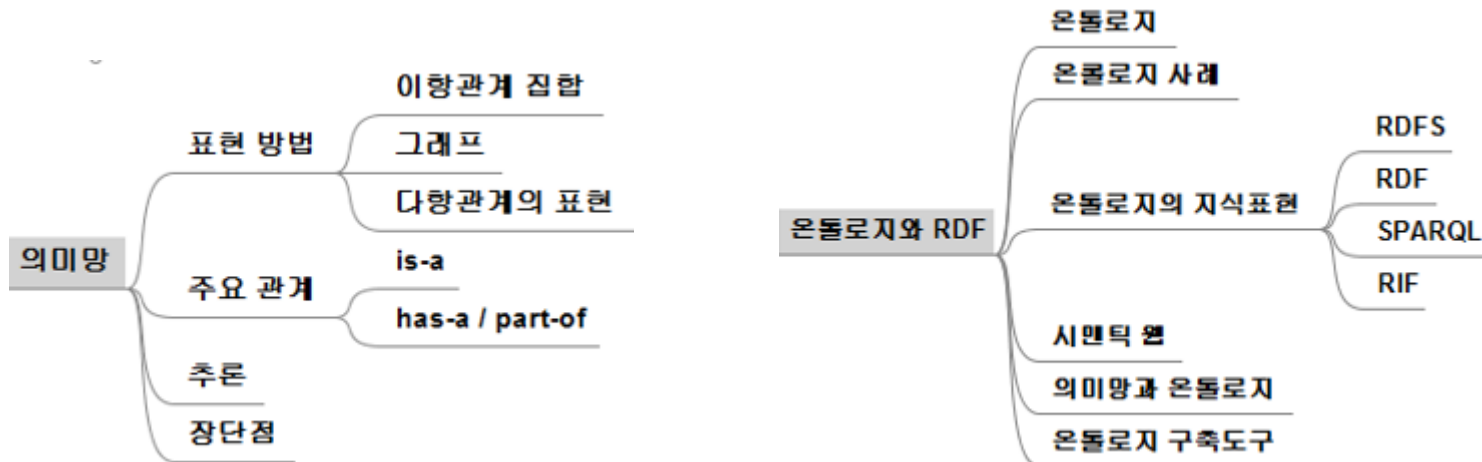 의미망
표현 방법
이항관계 집합
그래프
다항관계의 표현
주요 관계
is-a
has-a / part-of
추론
장단점
온톨로지와 RDF
온톨로지
온콜로지 사례
온톨로지의 지식표현
RDFS
RDF
SPARQL
RIF
시맨틱 웹
의미망과 온톨로지
온톨로지 구축도구